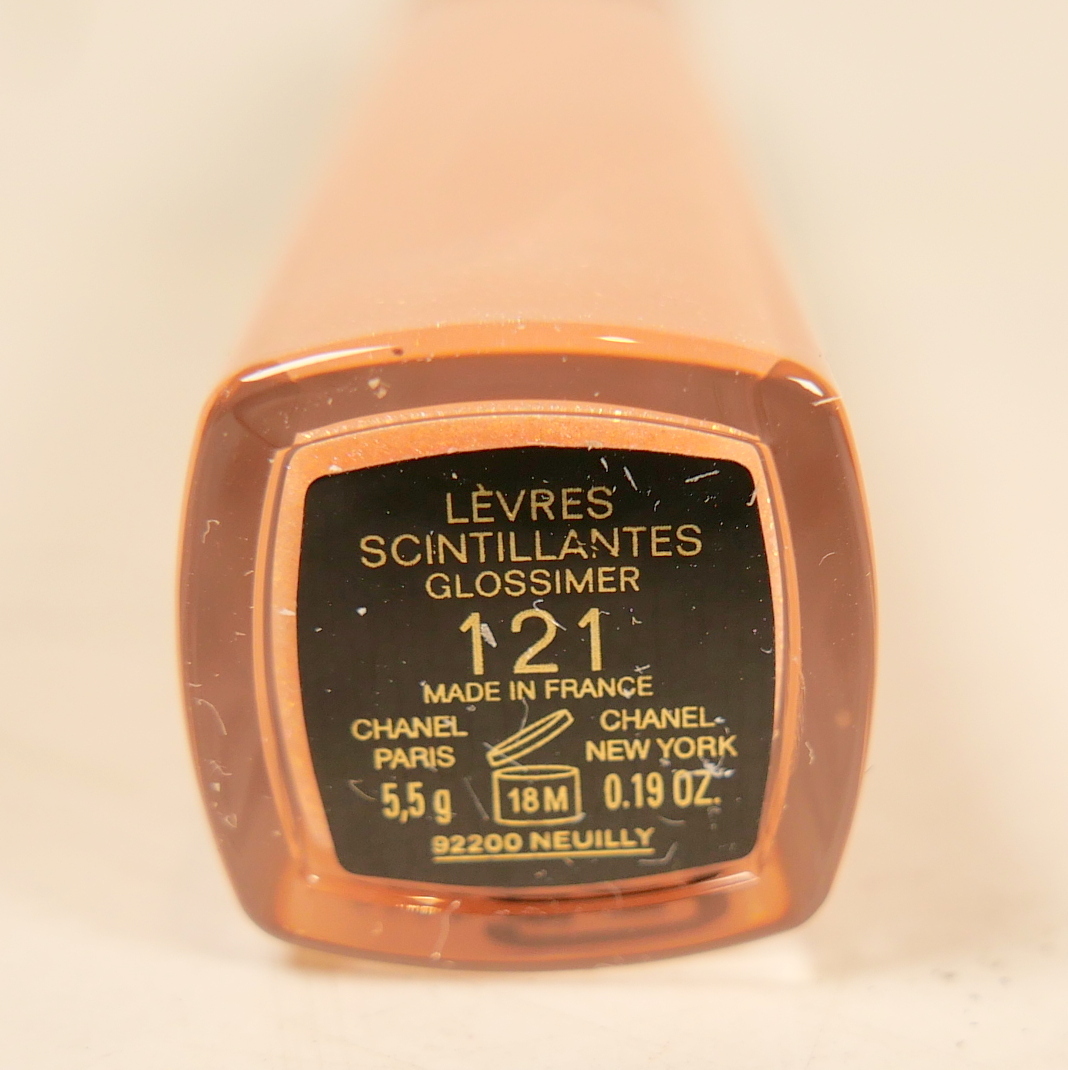 LÈVRES
SCINTILLANTES
GLOSSIMER
121
MADE IN FRANCE
CHANEL
PARIS
CHANEL
NEW YORK
5,5 g
18 M
0.19 OZ.
92200 NEUILLY